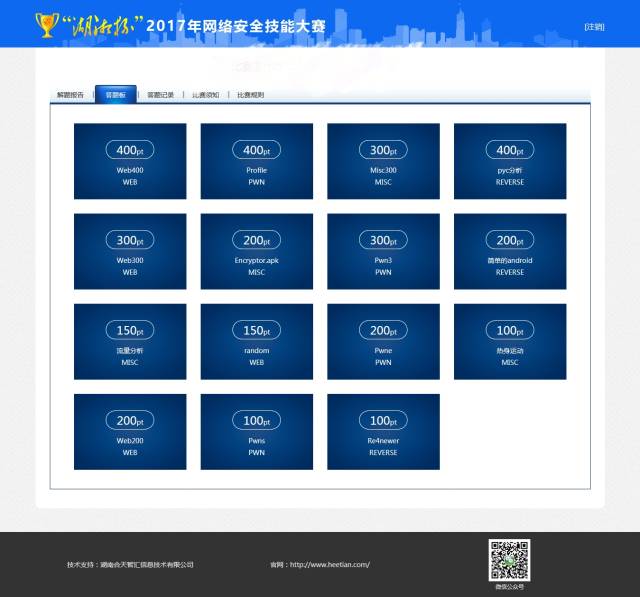 “湖湘杯”2017年网络安全技能大赛
[注销]
解题报告 | 答题板 | 答题记录 | 比赛须知 | 比赛规则
400pt
Web400
WEB
400pt
Profile
PWN
300pt
Misc300
MISC
400pt
pyc分析
REVERSE
300pt
Web300
WEB
200pt
Encryptor.apk
MISC
300pt
Pwn3
PWN
200pt
简单的android
REVERSE
150pt
流量分析
MISC
150pt
random
WEB
200pt
Pwne
PWN
100pt
热身运动
MISC
200pt
Web200
WEB
100pt
Pwns
PWN
100pt
Re4newer
REVERSE
技术支持：湖南合天智汇信息技术有限公司
官网：http://www.heetian.com/
微信公众号